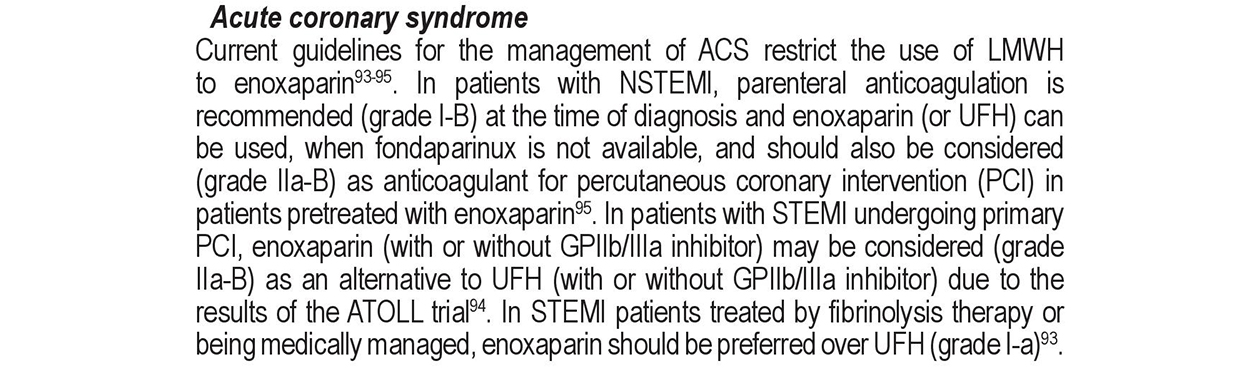 Acute coronary syndrome
Current guidelines for the management of ACS restrict the use of LMWH
to enoxaparin93-95. In patients with NSTEMI, parenteral anticoagulation is
recommended (grade I-B) at the time of diagnosis and enoxaparin (or UFH) can
be used, when fondaparinux is not available, and should also be considered
(grade IIa-B) as anticoagulant for percutaneous coronary intervention (PCI) in
patients pretreated with enoxaparin95. In patients with STEMI undergoing primary
PCI, enoxaparin (with or without GPIIb/IIIa inhibitor) may be considered (grade
IIa-B) as an alternative to UFH (with or without GPIIb/IIIa inhibitor) due to the
results of the ATOLL trial94. In STEMI patients treated by fibrinolysis therapy or
being medically managed, enoxaparin should be preferred over UFH (grade I-a)93.